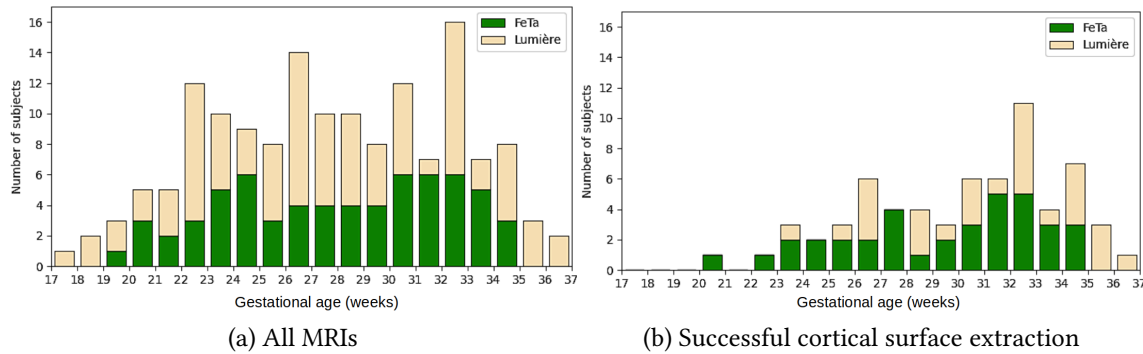 16
14
12
10
8
6
4
2
0
Number of subjects
FeTa
Lumière
17 18 19 20 21 22 23 24 25 26 27 28 29 30 31 32 33 34 35 36 37
Gestational age (weeks)
(a) All MRIs
16
14
12
10
8
6
4
2
0
Number of subjects
FeTa
Lumière
17 18 19 20 21 22 23 24 25 26 27 28 29 30 31 32 33 34 35 36 37
Gestational age (weeks)
(b) Successful cortical surface extraction